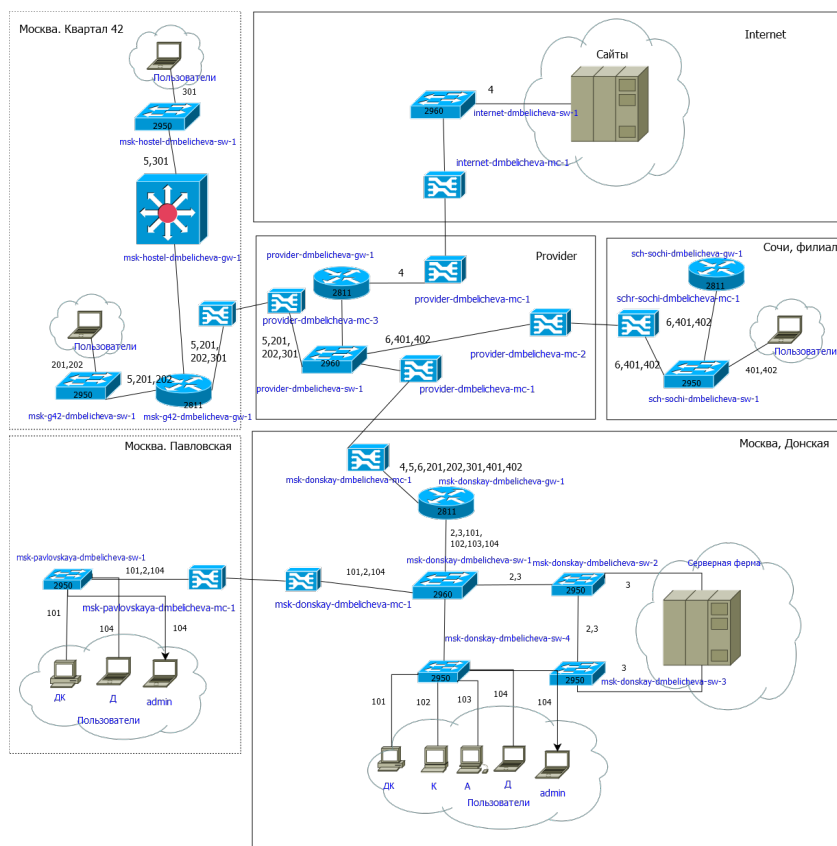 Москва. Квартал 42
Пользователи
301
2950
msk-hostel-dmbelicheva-sw-1
5,301
msk-hostel-dmbelicheva-gw-1
Пользователи
201,202
5,201,202
2950
msk-g42-dmbelicheva-sw-1
2811
msk-g42-dmbelicheva-gw-1
5,201,
202,301
Internet
Сайты
4
2960
internet-dmbelicheva-sw-1
internet-dmbelicheva-mc-1
Provider
provider-dmbelicheva-gw-1
4
2811
provider-dmbelicheva-mc-1
provider-dmbelicheva-mc-3
5,201,
202,301
6,401,402
provider-dmbelicheva-mc-2
2960
provider-dmbelicheva-sw-1
provider-dmbelicheva-mc-1
Сочи, филиал
sch-sochi-dmbelicheva-gw-1
2811
schr-sochi-dmbelicheva-mc-1
6,401,402
Пользователи
6,401,402
401,402
2950
sch-sochi-dmbelicheva-sw-1
Москва. Павловская
msk-pavlovskaya-dmbelicheva-sw-1
2950
101,2,104
msk-pavlovskaya-dmbelicheva-mc-1
101
104
104
ДК
Д
admin
Пользователи
Москва, Донская
4,5,6,201,202,301,401,402
msk-donskay-dmbelicheva-mc-1
msk-donskay-dmbelicheva-gw-1
2811
2,3,101,
102,103,104
msk-donskay-dmbelicheva-sw-1
msk-donskay-dmbelicheva-sw-2
Серверная ферма
101,2,104
2,3
3
msk-donskay-dmbelicheva-mc-1
2960
2950
2,3
msk-donskay-dmbelicheva-sw-4
3
2950
2950
msk-donskay-dmbelicheva-sw-3
101
102
103
104
104
ДК
К
А
Д
admin
Пользователи